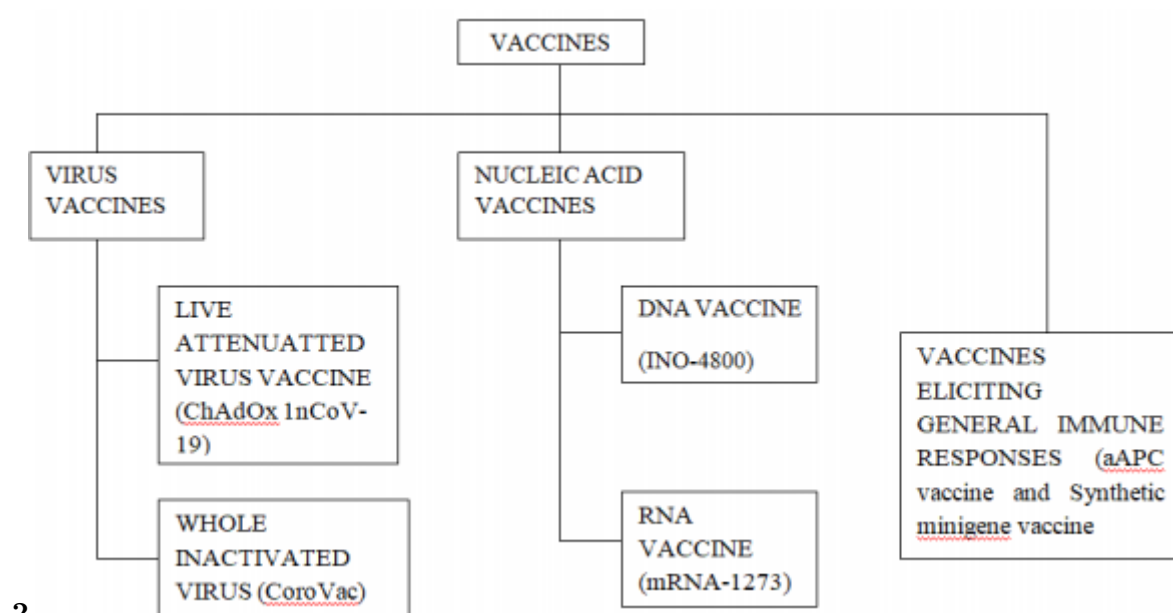 VACCINES
VIRUS
VACCINES
NUCLEIC ACID
VACCINES
LIVE
ATTENUATTED
VIRUS VACCINE
(ChAdOx 1nCoV-
19)
DNA VACCINE
(INO-4800)
VACCINES
ELICITING
GENERAL IMMUNE
RESPONSES (aAPC
vaccine and Synthetic
minigene vaccine
WHOLE
INACTIVATED
VIRUS (CoroVac)
RNA
VACCINE
(mRNA-1273)